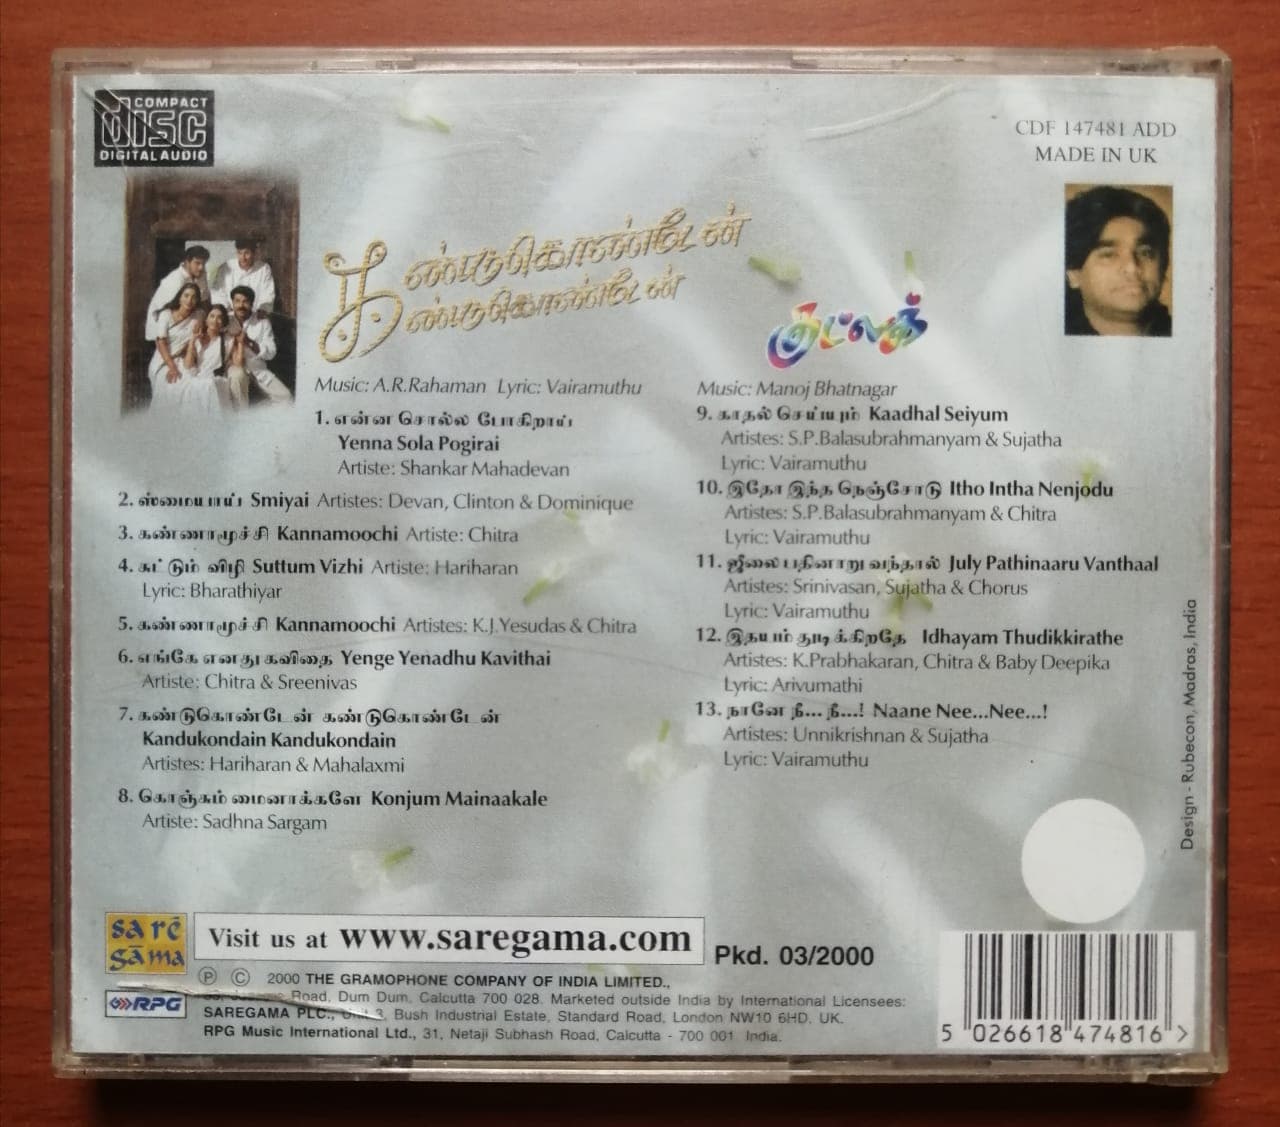 COMPACT
disc
DIGITAL AUDIO
CDF 147481 ADD
MADE IN UK
கண்டுகொண்டேன்
கண்டுகொண்டேன்
குட்லக்
Music: A.R.Rahaman Lyric: Vairamuthu
1. என்ன சொல்ல போகிறாய்
Yenna Sola Pogirai
Artiste: Shankar Mahadevan
2. ஸ்மையாய் Smiyai Artistes: Devan, Clinton & Dominique
3. கண்ணாமூச்சி Kannamoochi Artiste: Chitra
4. சுட்டும் விழி Suttum Vizhi Artiste: Hariharan
Lyric: Bharathiyar
5. கண்ணாமூச்சி Kannamoochi Artistes: K.J.Yesudas & Chitra
6. எங்கே எனது கவிதை Yenge Yenadhu Kavithai
Artiste: Chitra & Sreenivas
7. கண்டுகொண்டேன் கண்டுகொண்டேன்
Kandukondain Kandukondain
Artistes: Hariharan & Mahalaxmi
8. கொஞ்சும் மைனாக்களே Konjum Mainaakale
Artiste: Sadhna Sargam
Music: Manoj Bhatnagar
9. காதல் செய்யும் Kaadhal Seiyum
Artistes: S.P.Balasubrahmanyam & Sujatha
Lyric: Vairamuthu
10. இதோ இந்த நெஞ்சோடு Itho Intha Nenjodu
Artistes: S.P.Balasubrahmanyam & Chitra
Lyric: Vairamuthu
11. ஜீலை பதினாறு வந்தால் July Pathinaaru Vanthaal
Artistes: Srinivasan, Sujatha & Chorus
Lyric: Vairamuthu
12. இதயம் துடிக்கிறதே Idhayam Thudikkirathe
Artistes: K.Prabhakaran, Chitra & Baby Deepika
Lyric: Arivumathi
13. நானே நீ... நீ...! Naane Nee...Nee...!
Artistes: Unnikrishnan & Sujatha
Lyric: Vairamuthu
Design - Rubecon, Madras, India
sa rē
gāma
Visit us at www.saregama.com
Pkd. 03/2000
RPG
Ⓟ Ⓒ 2000 THE GRAMOPHONE COMPANY OF INDIA LIMITED.,
Road, Dum Dum, Calcutta 700 028. Marketed outside India by International Licensees:
SAREGAMA PLC., 3, Bush Industrial Estate, Standard Road, London NW10 6HD, UK.
RPG Music International Ltd., 31, Netaji Subhash Road, Calcutta - 700 001. India.
5 026618 474816 >